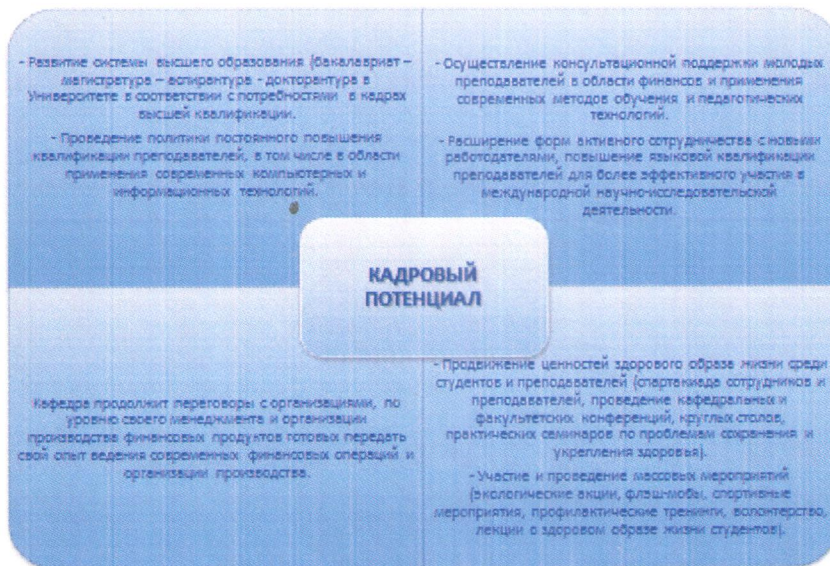 - Развитие системы высшего образования (бакалавриат –
магистратура – аспирантура - докторантура в
Университете в соответствии с потребностями в кадрах
высшей квалификации.
- Проведение политики постоянного повышения
квалификации преподавателей, в том числе в области
применения современных компьютерных и
информационных технологий.
- Осуществление консультационной поддержки молодых
преподавателей в области финансов и применения
современных методов обучения и педагогических
технологий.
- Расширение форм активного сотрудничества с новыми
работодателями, повышение языковой квалификации
преподавателей для более эффективного участия в
международной научно-исследовательской
деятельности.
КАДРОВЫЙ
ПОТЕНЦИАЛ
Кафедра продолжит переговоры с организациями, по
уровню своего менеджмента и организации
производства финансовых продуктов готовых передать
свой опыт ведения современных финансовых операций и
организации производства.
- Продвижение ценностей здорового образа жизни среди
студентов и преподавателей (спартакиада сотрудников и
преподавателей, проведение кафедральных и
факультетских конференций, круглых столов,
практических семинаров по проблемам сохранения и
укрепления здоровья).
- Участие и проведение массовых мероприятий
(экологические акции, флэш-мобы, спортивные
мероприятия, профилактические тренинги, волонтерство,
лекции о здоровом образе жизни студентов).